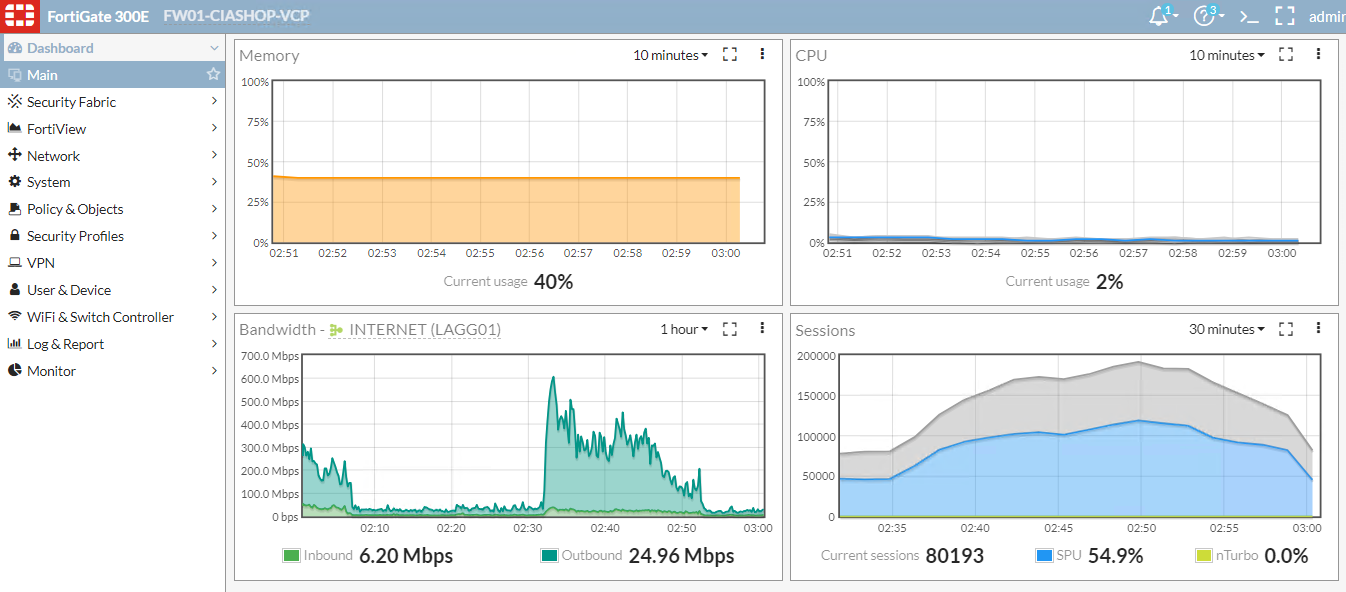 FortiGate 300E FW01-CIASHOP-VCP 1 3 admin
Dashboard
Main
Security Fabric
FortiView
Network
System
Policy & Objects
Security Profiles
VPN
User & Device
WiFi & Switch Controller
Log & Report
Monitor
Memory 10 minutes
100%
75%
50%
25%
0%
02:51 02:52 02:53 02:54 02:55 02:56 02:57 02:58 02:59 03:00
Current usage 40%
CPU 10 minutes
100%
75%
50%
25%
0%
02:51 02:52 02:53 02:54 02:55 02:56 02:57 02:58 02:59 03:00
Current usage 2%
Bandwidth - INTERNET (LAGG01) 1 hour
700.0 Mbps
600.0 Mbps
500.0 Mbps
400.0 Mbps
300.0 Mbps
200.0 Mbps
100.0 Mbps
0 bps
02:10 02:20 02:30 02:40 02:50 03:00
Inbound 6.20 Mbps Outbound 24.96 Mbps
Sessions 30 minutes
200000
150000
100000
50000
0
02:35 02:40 02:45 02:50 02:55 03:00
Current sessions 80193 SPU 54.9% nTurbo 0.0%